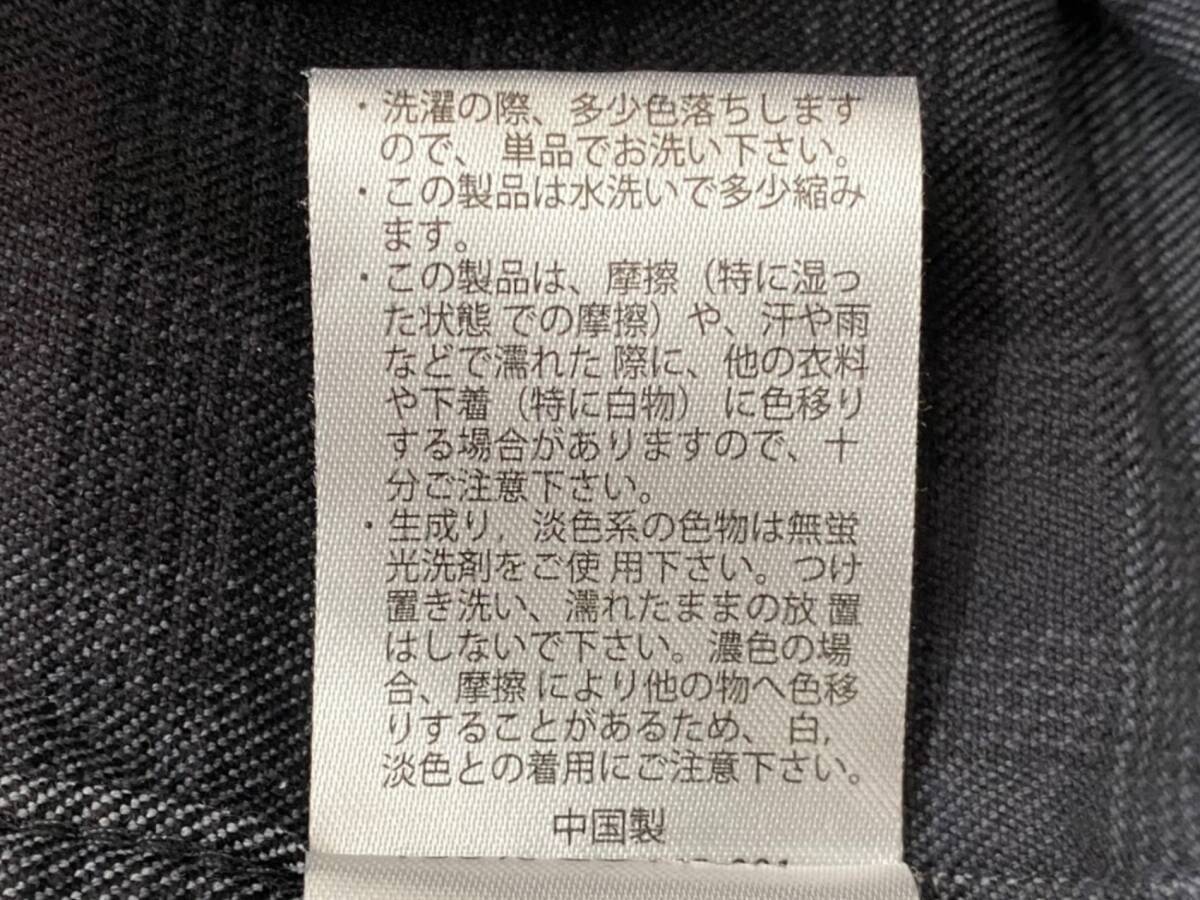 ・洗濯の際、多少色落ちします
ので、 単品でお洗い下さい。
・この製品は水洗いで多少縮み
ます。
・この製品は、摩擦（特に湿っ
た状態 での摩擦）や、汗や雨
などで濡れた 際に、他の衣料
や下着（特に白物） に色移り
する場合がありますので、十
分ご注意下さい。
・生成り, 淡色系の色物は無蛍
光洗剤をご使 用下さい。つけ
置き洗い、濡れたままの放 置
はしないで下さい。濃色の場
合、摩擦 により他の物へ色移
りすることがあるため、 白,
淡色との着用にご注意下さい。
中国製